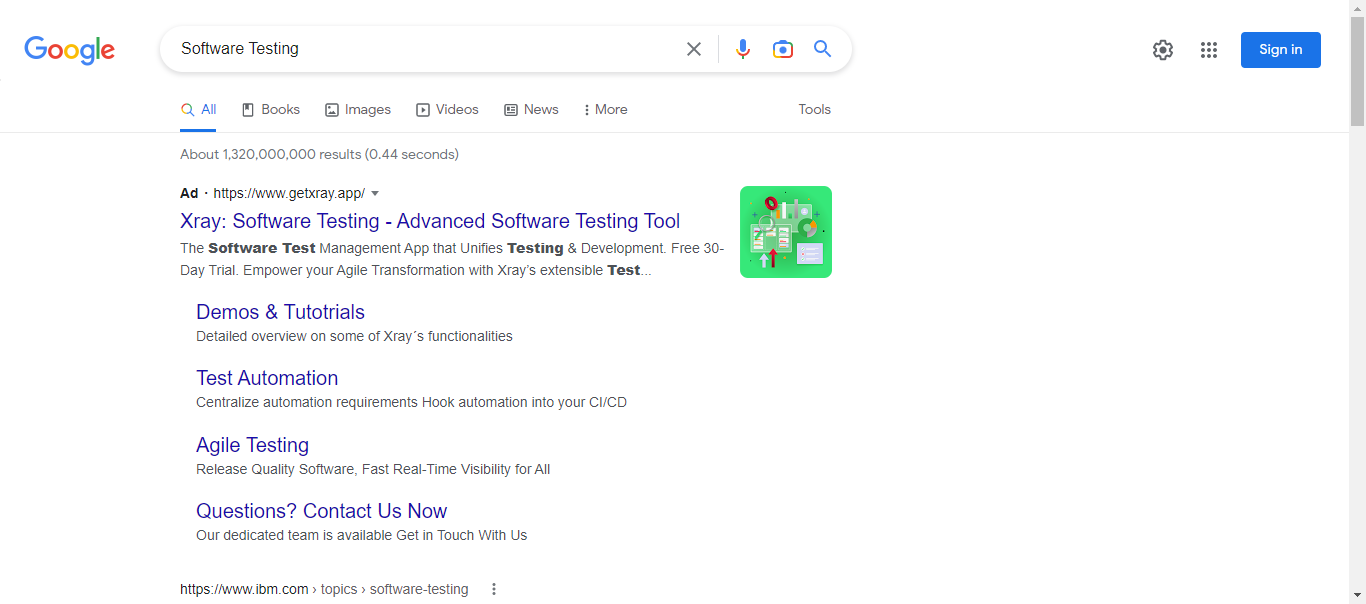 Google
Software Testing
Sign in
All Books Images Videos News More Tools
About 1,320,000,000 results (0.44 seconds)
Ad · https://www.getxray.app/
Xray: Software Testing - Advanced Software Testing Tool
The Software Test Management App that Unifies Testing & Development. Free 30-
Day Trial. Empower your Agile Transformation with Xray’s extensible Test...
Demos & Tutotrials
Detailed overview on some of Xray´s functionalities
Test Automation
Centralize automation requirements Hook automation into your CI/CD
Agile Testing
Release Quality Software, Fast Real-Time Visibility for All
Questions? Contact Us Now
Our dedicated team is available Get in Touch With Us
https://www.ibm.com › topics › software-testing